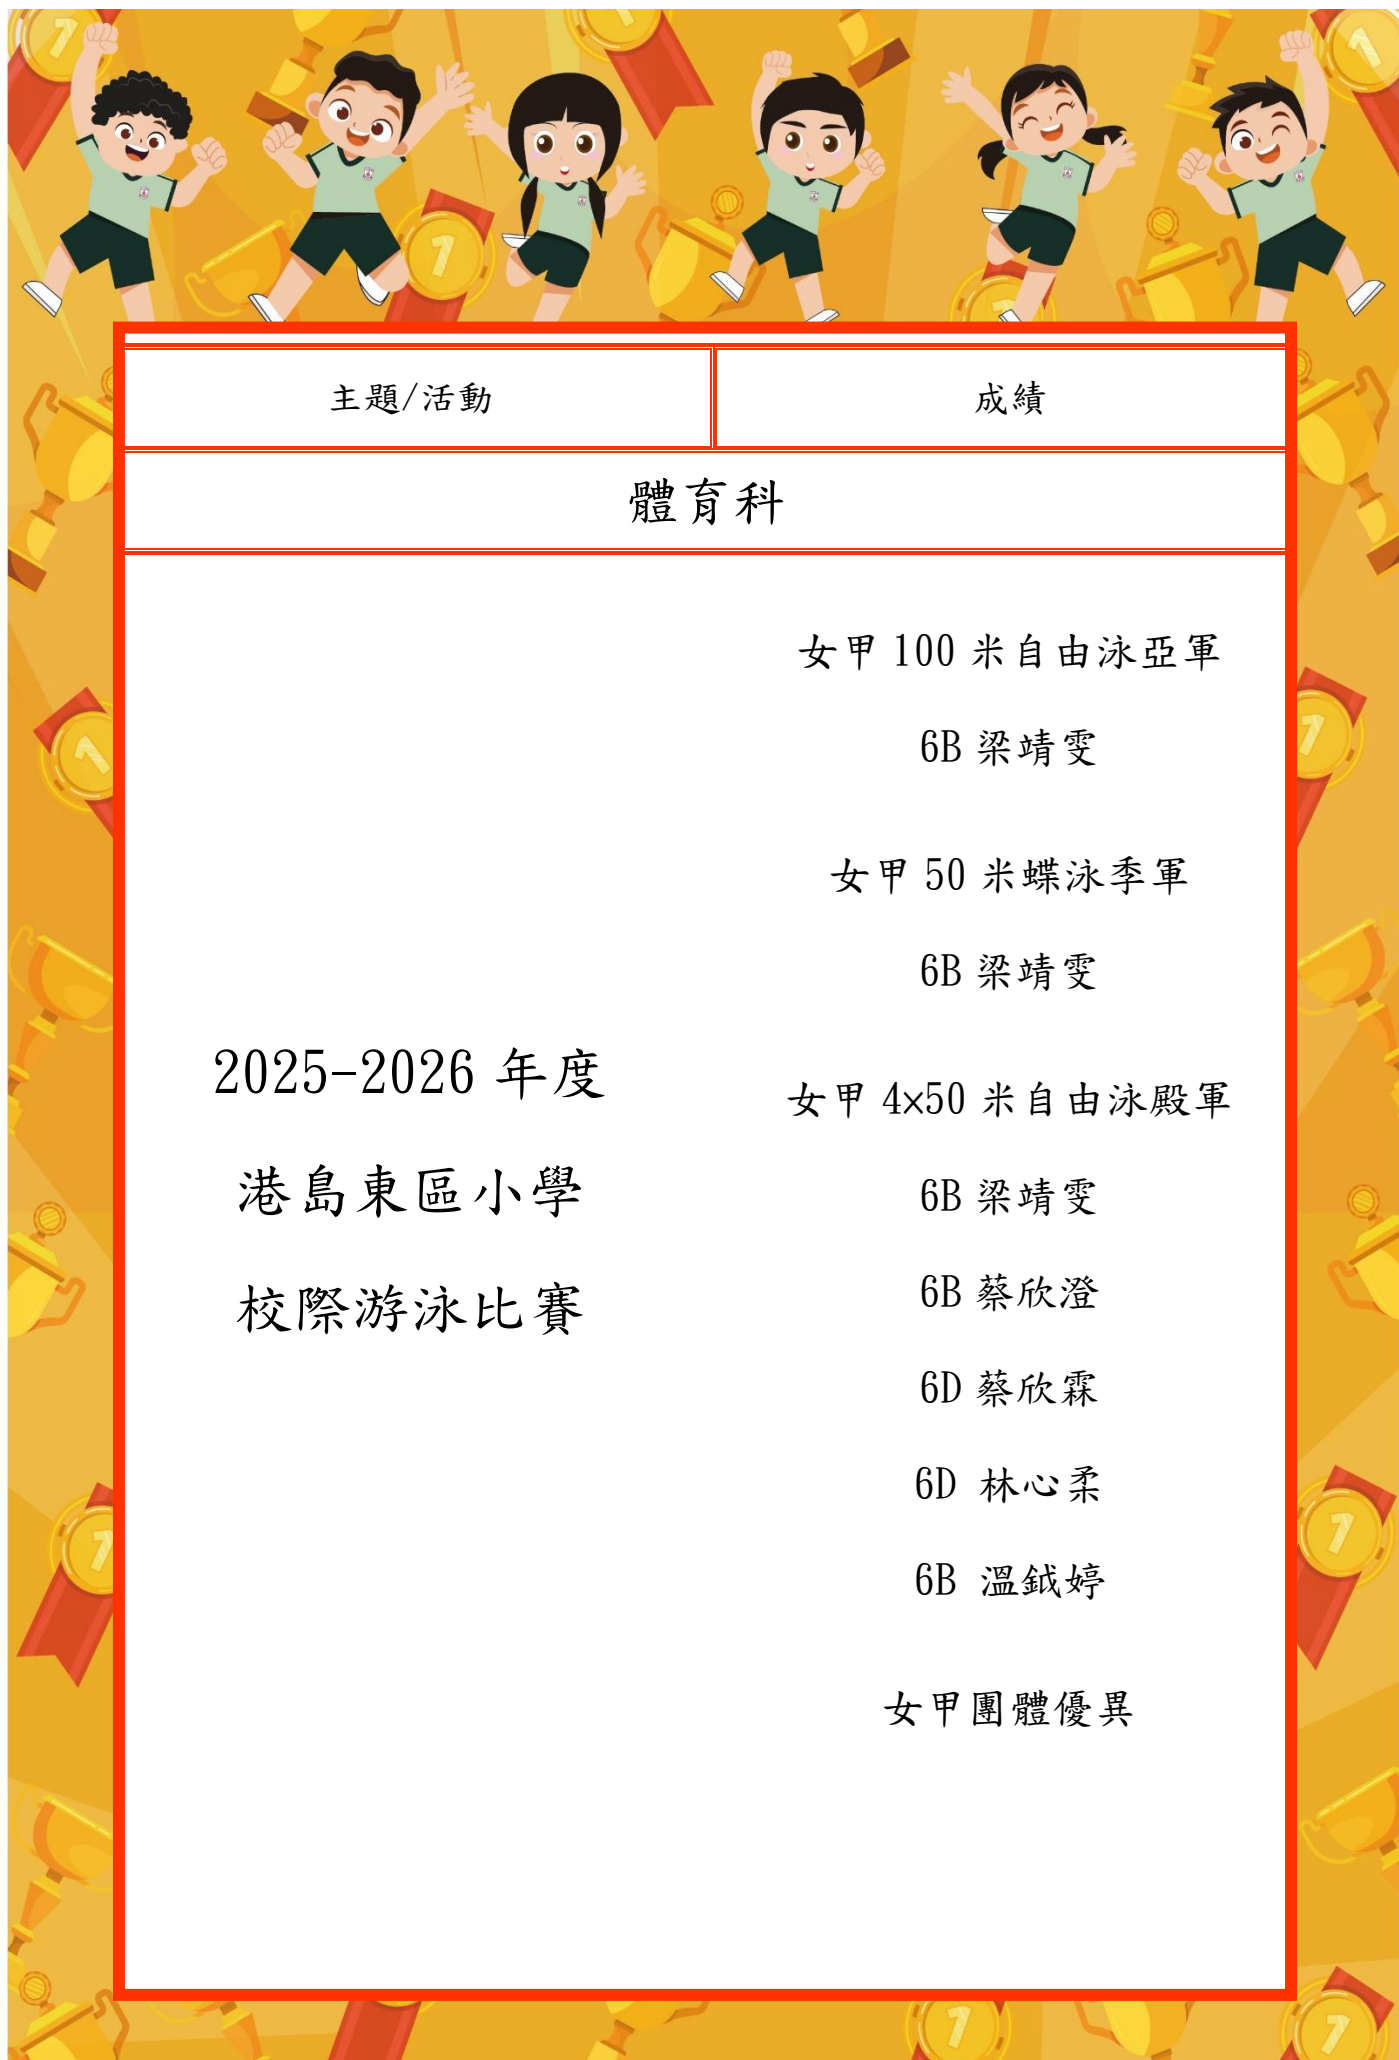 主題/活動
成績
體育科
2025-2026 年度
港島東區小學
校際游泳比賽
女甲 100 米自由泳亞軍
6B 梁靖雯
女甲 50 米蝶泳季軍
6B 梁靖雯
女甲 4×50 米自由泳殿軍
6B 梁靖雯
6B 蔡欣澄
6D 蔡欣霖
6D 林心柔
6B 溫鉞婷
女甲團體優異